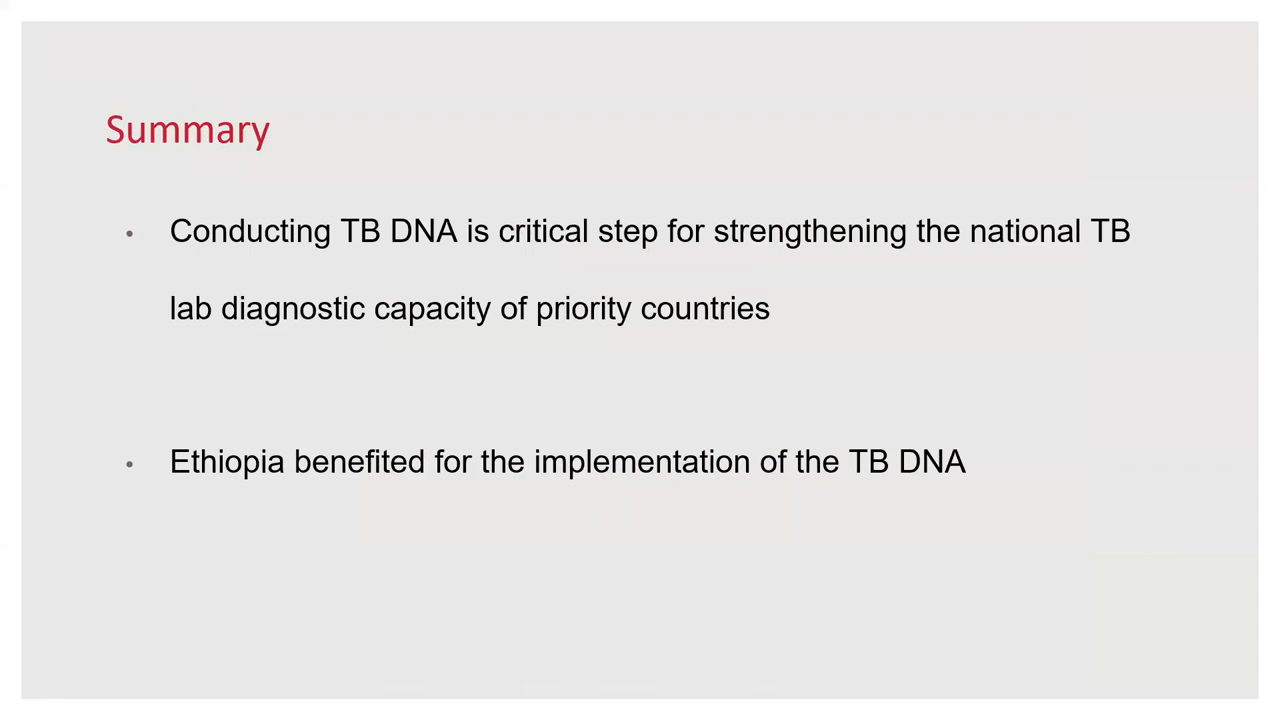 Summary
• Conducting TB DNA is critical step for strengthening the national TB
lab diagnostic capacity of priority countries
• Ethiopia benefited for the implementation of the TB DNA